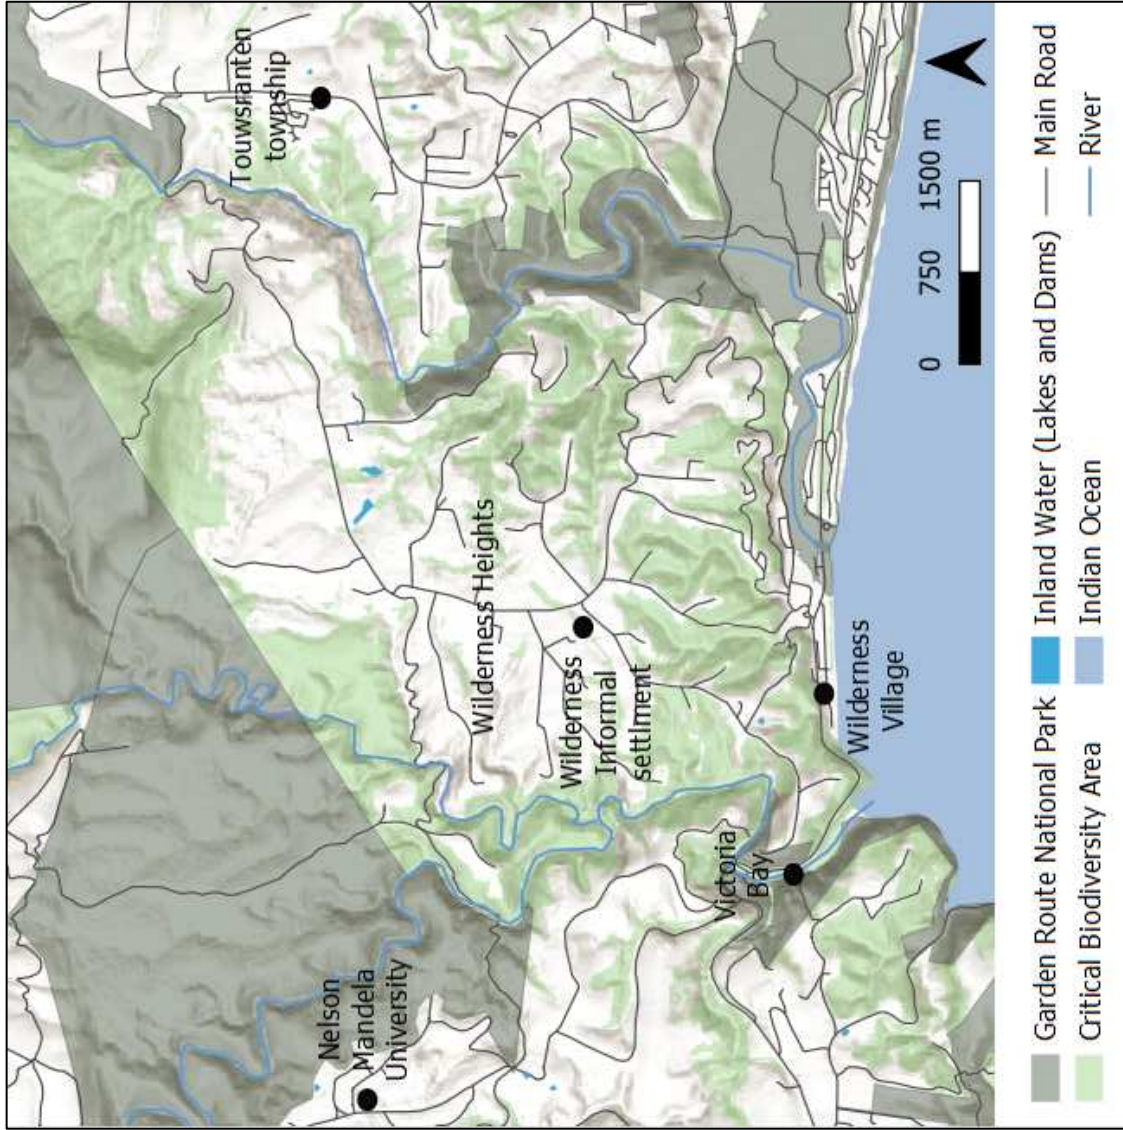 Touwsranten
township
Nelson
Mandela
University
Wilderness Heights
Wilderness
Informal
settlment
Victoria
Bay
Wilderness
Village
0 750 1500 m
Garden Route National Park Inland Water (Lakes and Dams) Main Road
Critical Biodiversity Area Indian Ocean River